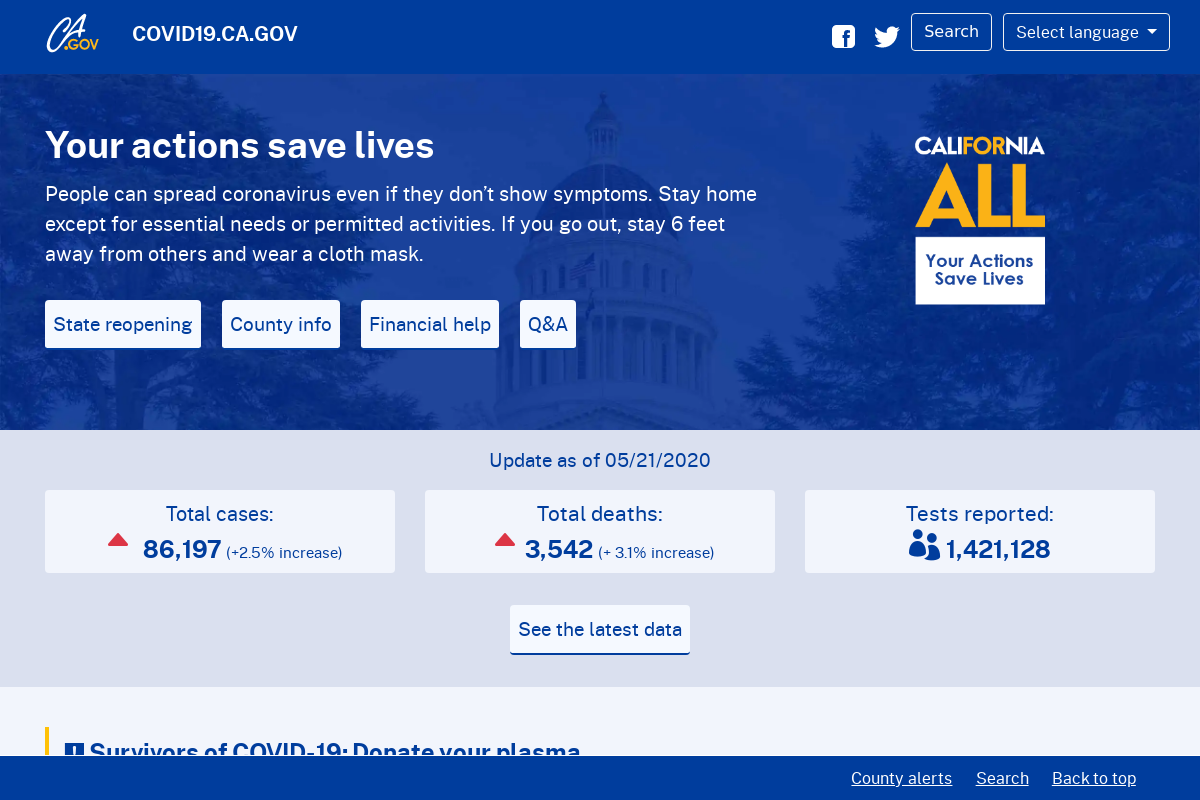 CA.GOV
COVID19.CA.GOV
Search
Select language
Your actions save lives
People can spread coronavirus even if they don't show symptoms. Stay home
except for essential needs or permitted activities. If you go out, stay 6 feet
away from others and wear a cloth mask.
State reopening
County info
Financial help
Q&A
CALIFORNIA
ALL
Your Actions
Save Lives
Update as of 05/21/2020
Total cases:
86,197 (+2.5% increase)
Total deaths:
3,542 (+ 3.1% increase)
Tests reported:
1,421,128
See the latest data
Survivors of COVID-19: Donate your plasma
County alerts
Search
Back to top